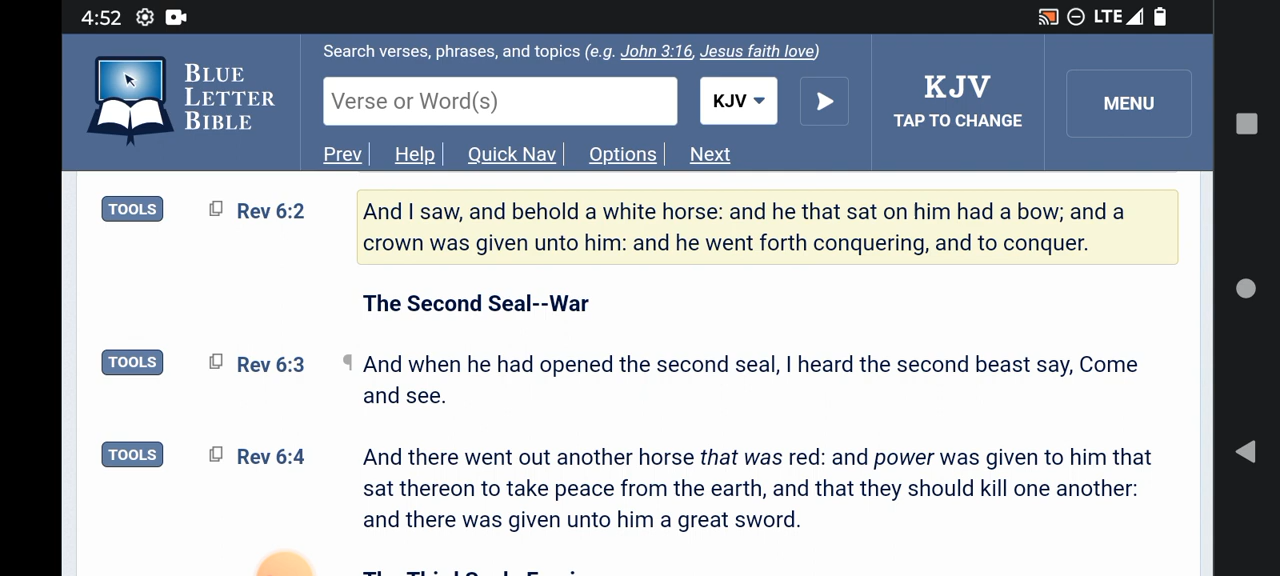 4:52 LTE
Search verses, phrases, and topics (e.g. John 3:16, Jesus faith love)
BLUE
LETTER
BIBLE
Verse or Word(s)
KJV
KJV
TAP TO CHANGE
MENU
Prev Help Quick Nav Options Next
TOOLS Rev 6:2 And I saw, and behold a white horse: and he that sat on him had a bow; and a
crown was given unto him: and he went forth conquering, and to conquer.
The Second Seal--War
TOOLS Rev 6:3 ¶ And when he had opened the second seal, I heard the second beast say, Come
and see.
TOOLS Rev 6:4 And there went out another horse that was red: and power was given to him that
sat thereon to take peace from the earth, and that they should kill one another:
and there was given unto him a great sword.